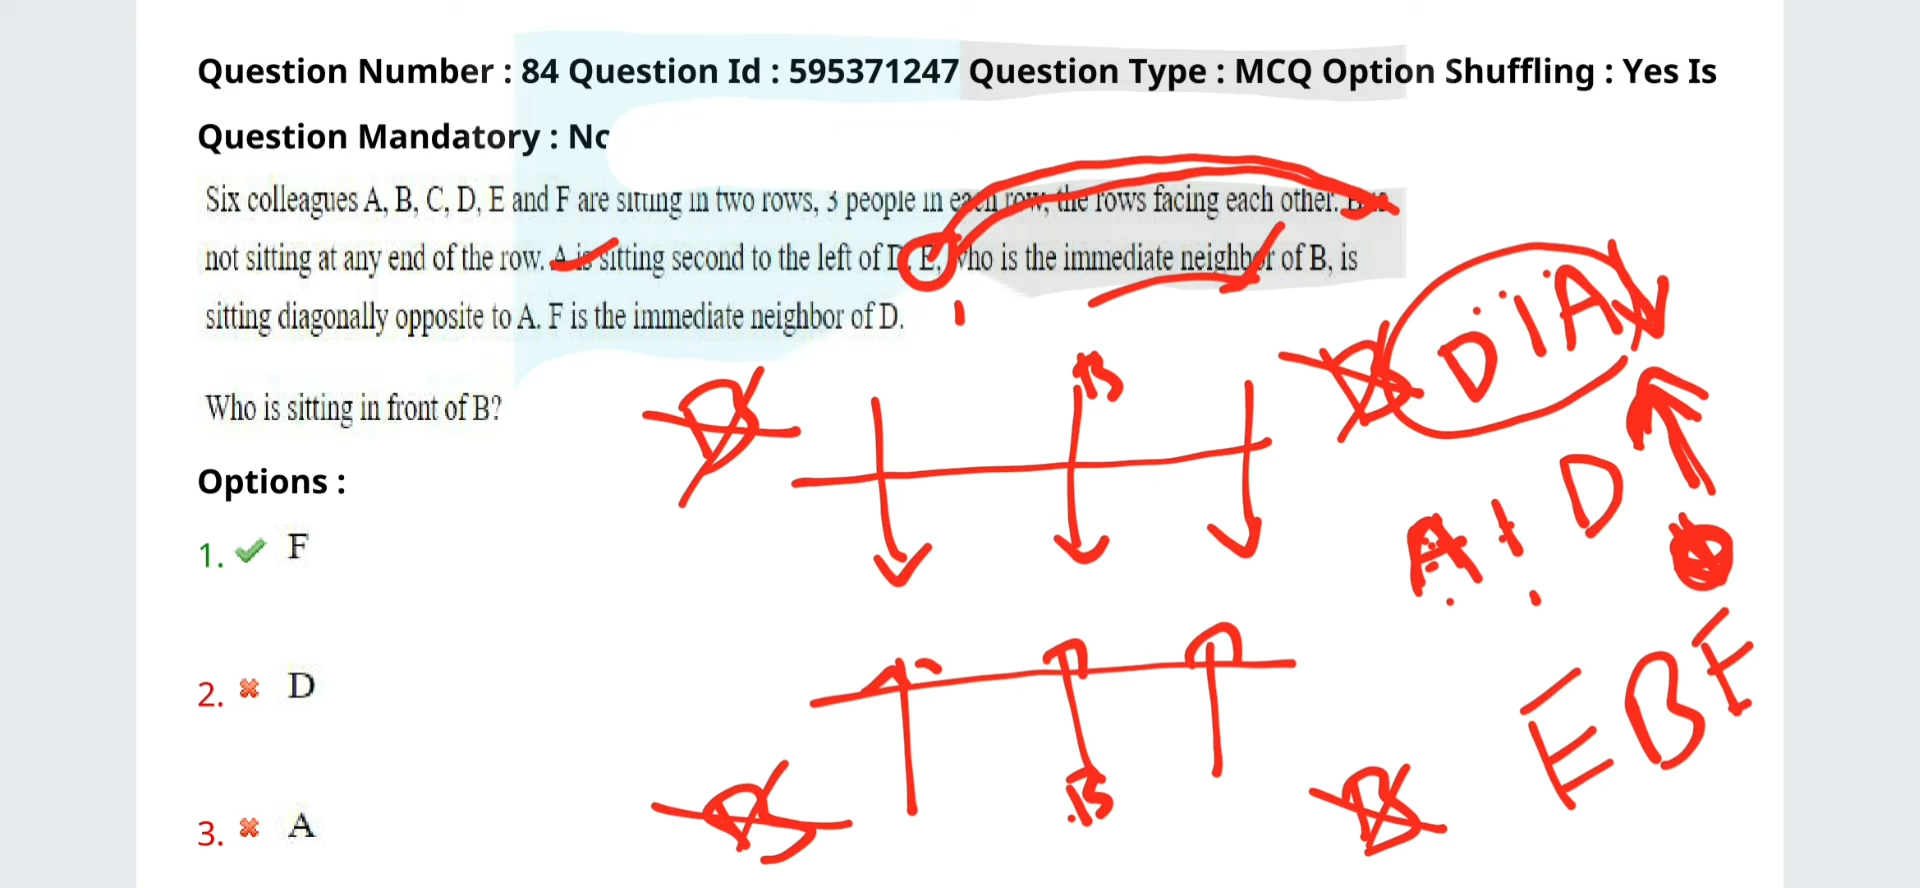 Question Number : 84 Question Id : 595371247 Question Type : MCQ Option Shuffling : Yes Is
Question Mandatory : No
Six colleagues A, B, C, D, E and F are sitting in two rows, 3 people in each row, the rows facing each other. B is
not sitting at any end of the row. A is sitting second to the left of D. E, who is the immediate neighbor of B, is
sitting diagonally opposite to A. F is the immediate neighbor of D.
Who is sitting in front of B?
Options :
1. F
2. D
3. A
B
B
B
DIA
A D
B
B
B
E B F